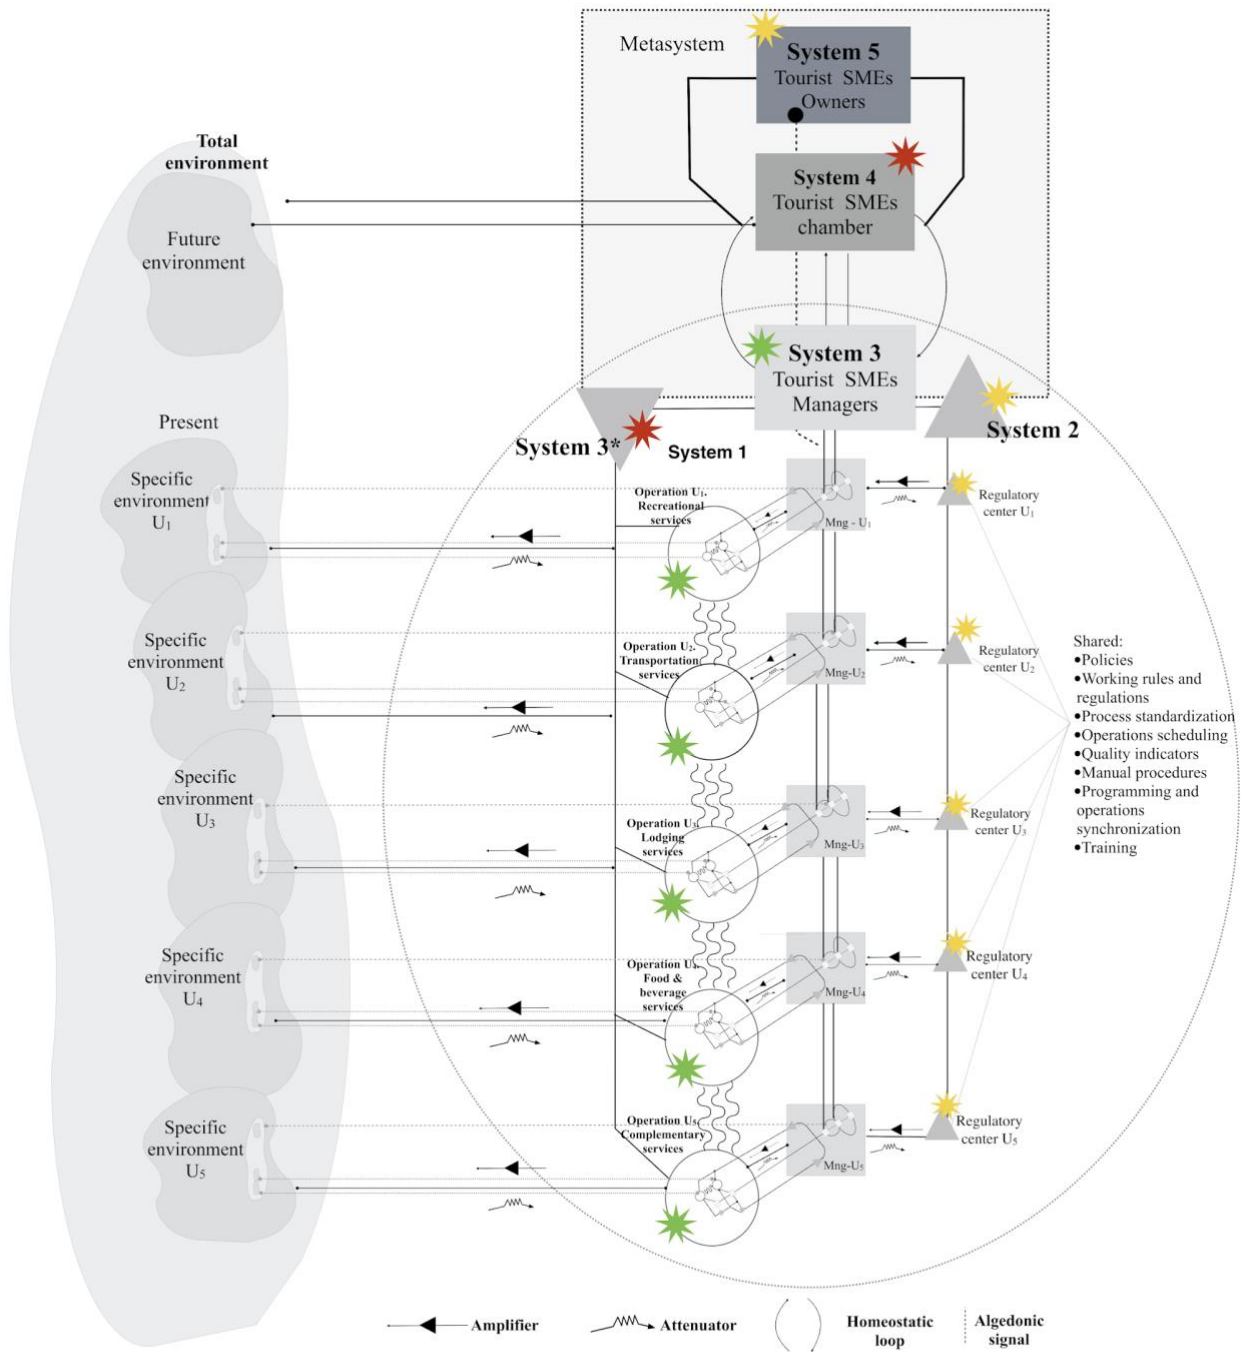 Metasystem
System 5
Tourist SMEs
Owners
Total
environment
System 4
Tourist SMEs
chamber
Future
environment
System 3
Tourist SMEs
Managers
Present
System 3*
System 1
System 2
Specific
environment
U1
Operation U1.
Recreational
services
Mng - U1
Regulatory
center U1
Specific
environment
U2
Operation U2.
Transportation
services
Mng-U2
Regulatory
center U2
Shared:
•Policies
•Working rules and
regulations
•Process standardization
•Operations scheduling
•Quality indicators
•Manual procedures
•Programming and
operations
synchronization
•Training
Specific
environment
U3
Operation U3.
Lodging
services
Mng-U3
Regulatory
center U3
Specific
environment
U4
Operation U4.
Food &
beverage
services
Mng-U4
Regulatory
center U4
Specific
environment
U5
Operation U5.
Complementary
services
Mng-U5
Regulatory
center U5
Amplifier
Attenuator
Homeostatic
loop
Algedonic
signal